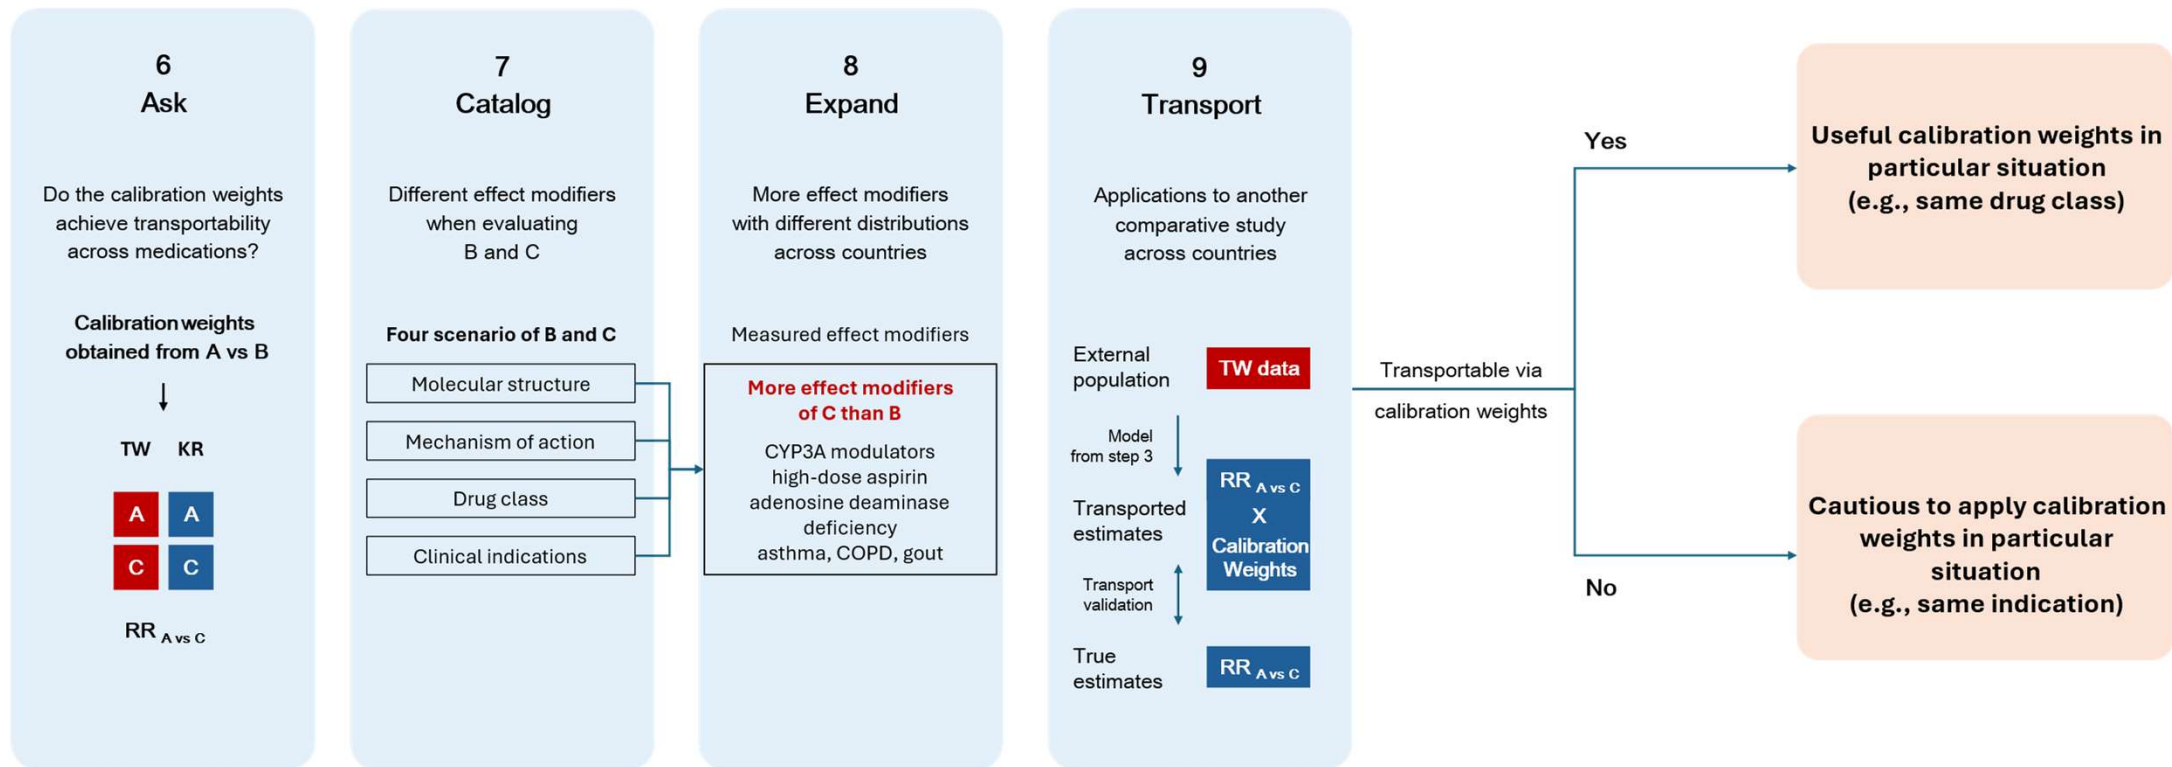 6
Ask
Do the calibration weights
achieve transportability
across medications?
Calibration weights
obtained from A vs B
TW KR
A A
C C
RR A vs C
7
Catalog
Different effect modifiers
when evaluating
B and C
Four scenario of B and C
Molecular structure
Mechanism of action
Drug class
Clinical indications
8
Expand
More effect modifiers
with different distributions
across countries
Measured effect modifiers
More effect modifiers
of C than B
CYP3A modulators
high-dose aspirin
adenosine deaminase
deficiency
asthma, COPD, gout
9
Transport
Applications to another
comparative study
across countries
External
population
TW data
Model
from step 3
Transported
estimates
RR A vs C
X
Calibration
Weights
Transport
validation
True
estimates
RR A vs C
Transportable via
calibration weights
Yes
Useful calibration weights in
particular situation
(e.g., same drug class)
No
Cautious to apply calibration
weights in particular
situation
(e.g., same indication)